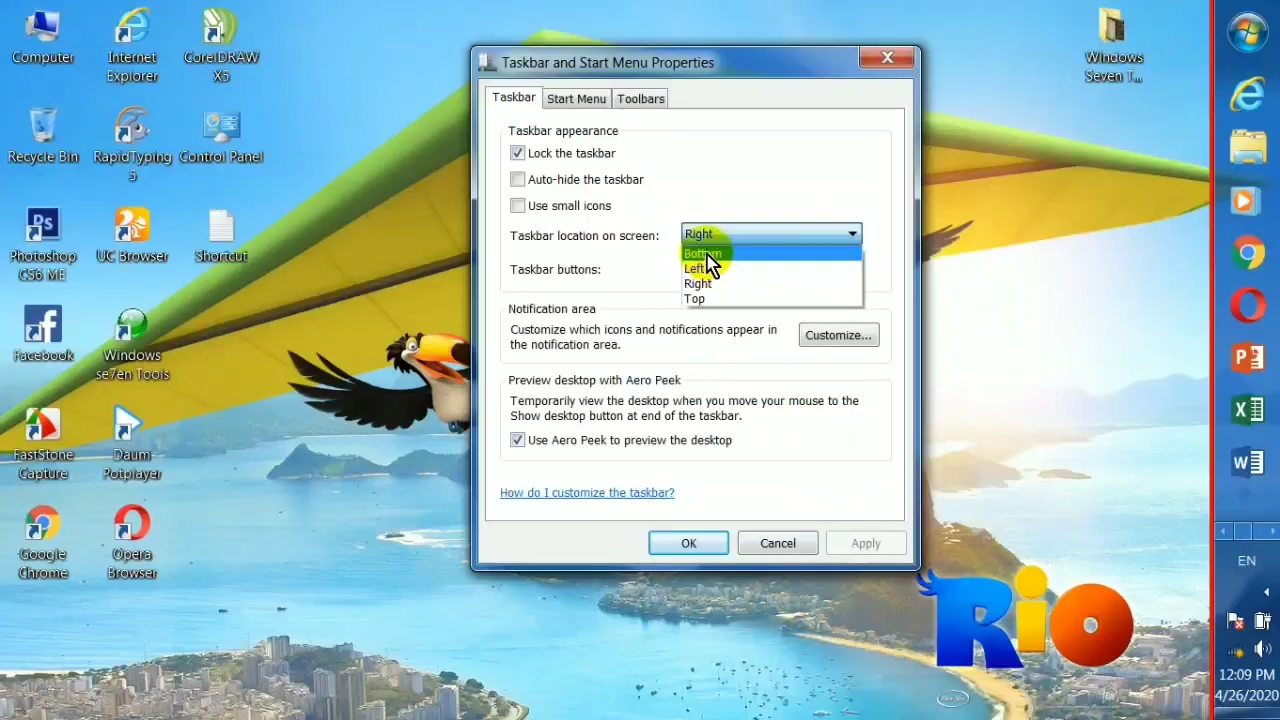 Computer
Internet
Explorer
CorelDRAW
X5
Recycle Bin
RapidTyping
5
Control Panel
Photoshop
CS6 ME
UC Browser
Shortcut
Facebook
Windows
se7en Tools
FastStone
Capture
Daum
Potplayer
Google
Chrome
Opera
Browser
Windows
Seven T...
Taskbar and Start Menu Properties
Taskbar
Start Menu
Toolbars
Taskbar appearance
Lock the taskbar
Auto-hide the taskbar
Use small icons
Taskbar location on screen:
Right
Bottom
Left
Right
Top
Taskbar buttons:
Notification area
Customize which icons and notifications appear in
the notification area.
Customize...
Preview desktop with Aero Peek
Temporarily view the desktop when you move your mouse to the
Show desktop button at end of the taskbar.
Use Aero Peek to preview the desktop
How do I customize the taskbar?
OK
Cancel
Apply
Rio
EN
12:09 PM
4/26/2020